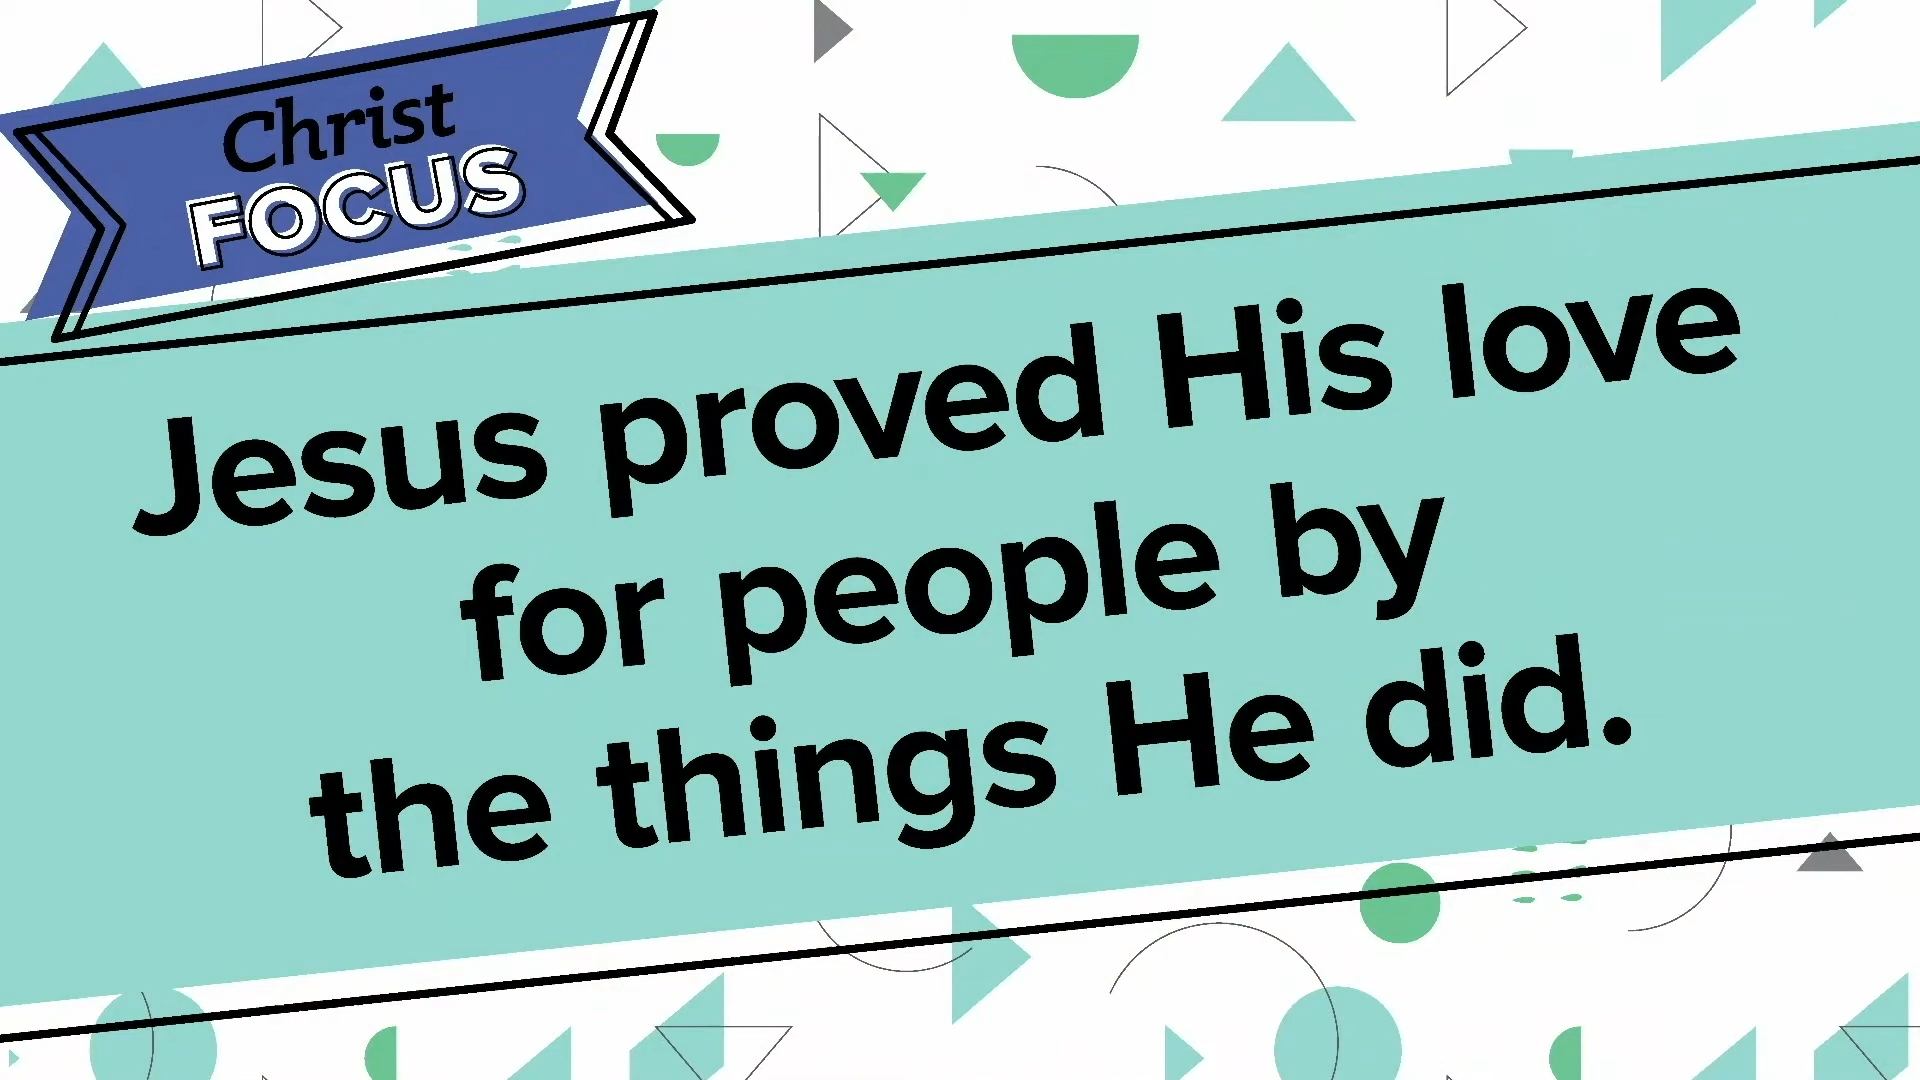 Christ
FOCUS
Jesus proved His love
for people by
the things He did.